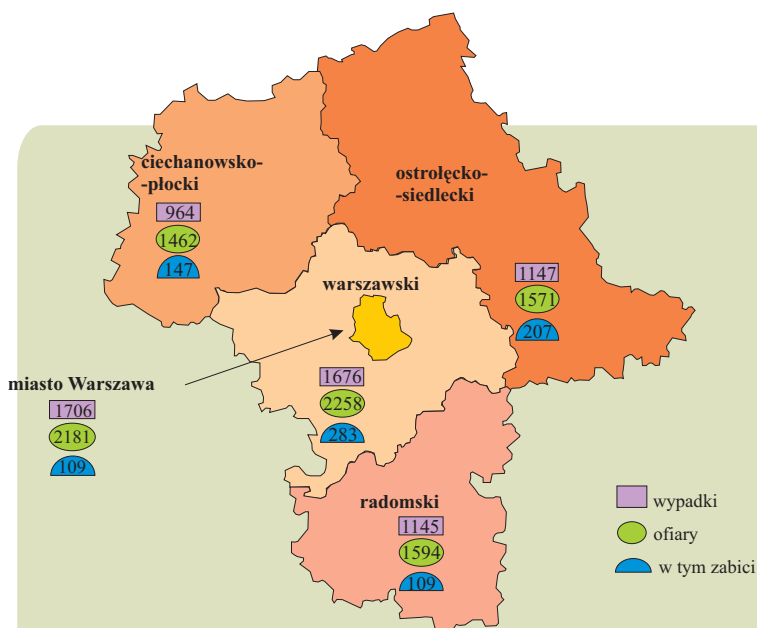 ciechanowsko-
-płocki
964
1462
147
ostrołęcko-
-siedlecki
1147
1571
207
warszawski
1676
2258
283
miasto Warszawa
1706
2181
109
radomski
1145
1594
109
wypadki
ofiary
w tym zabici